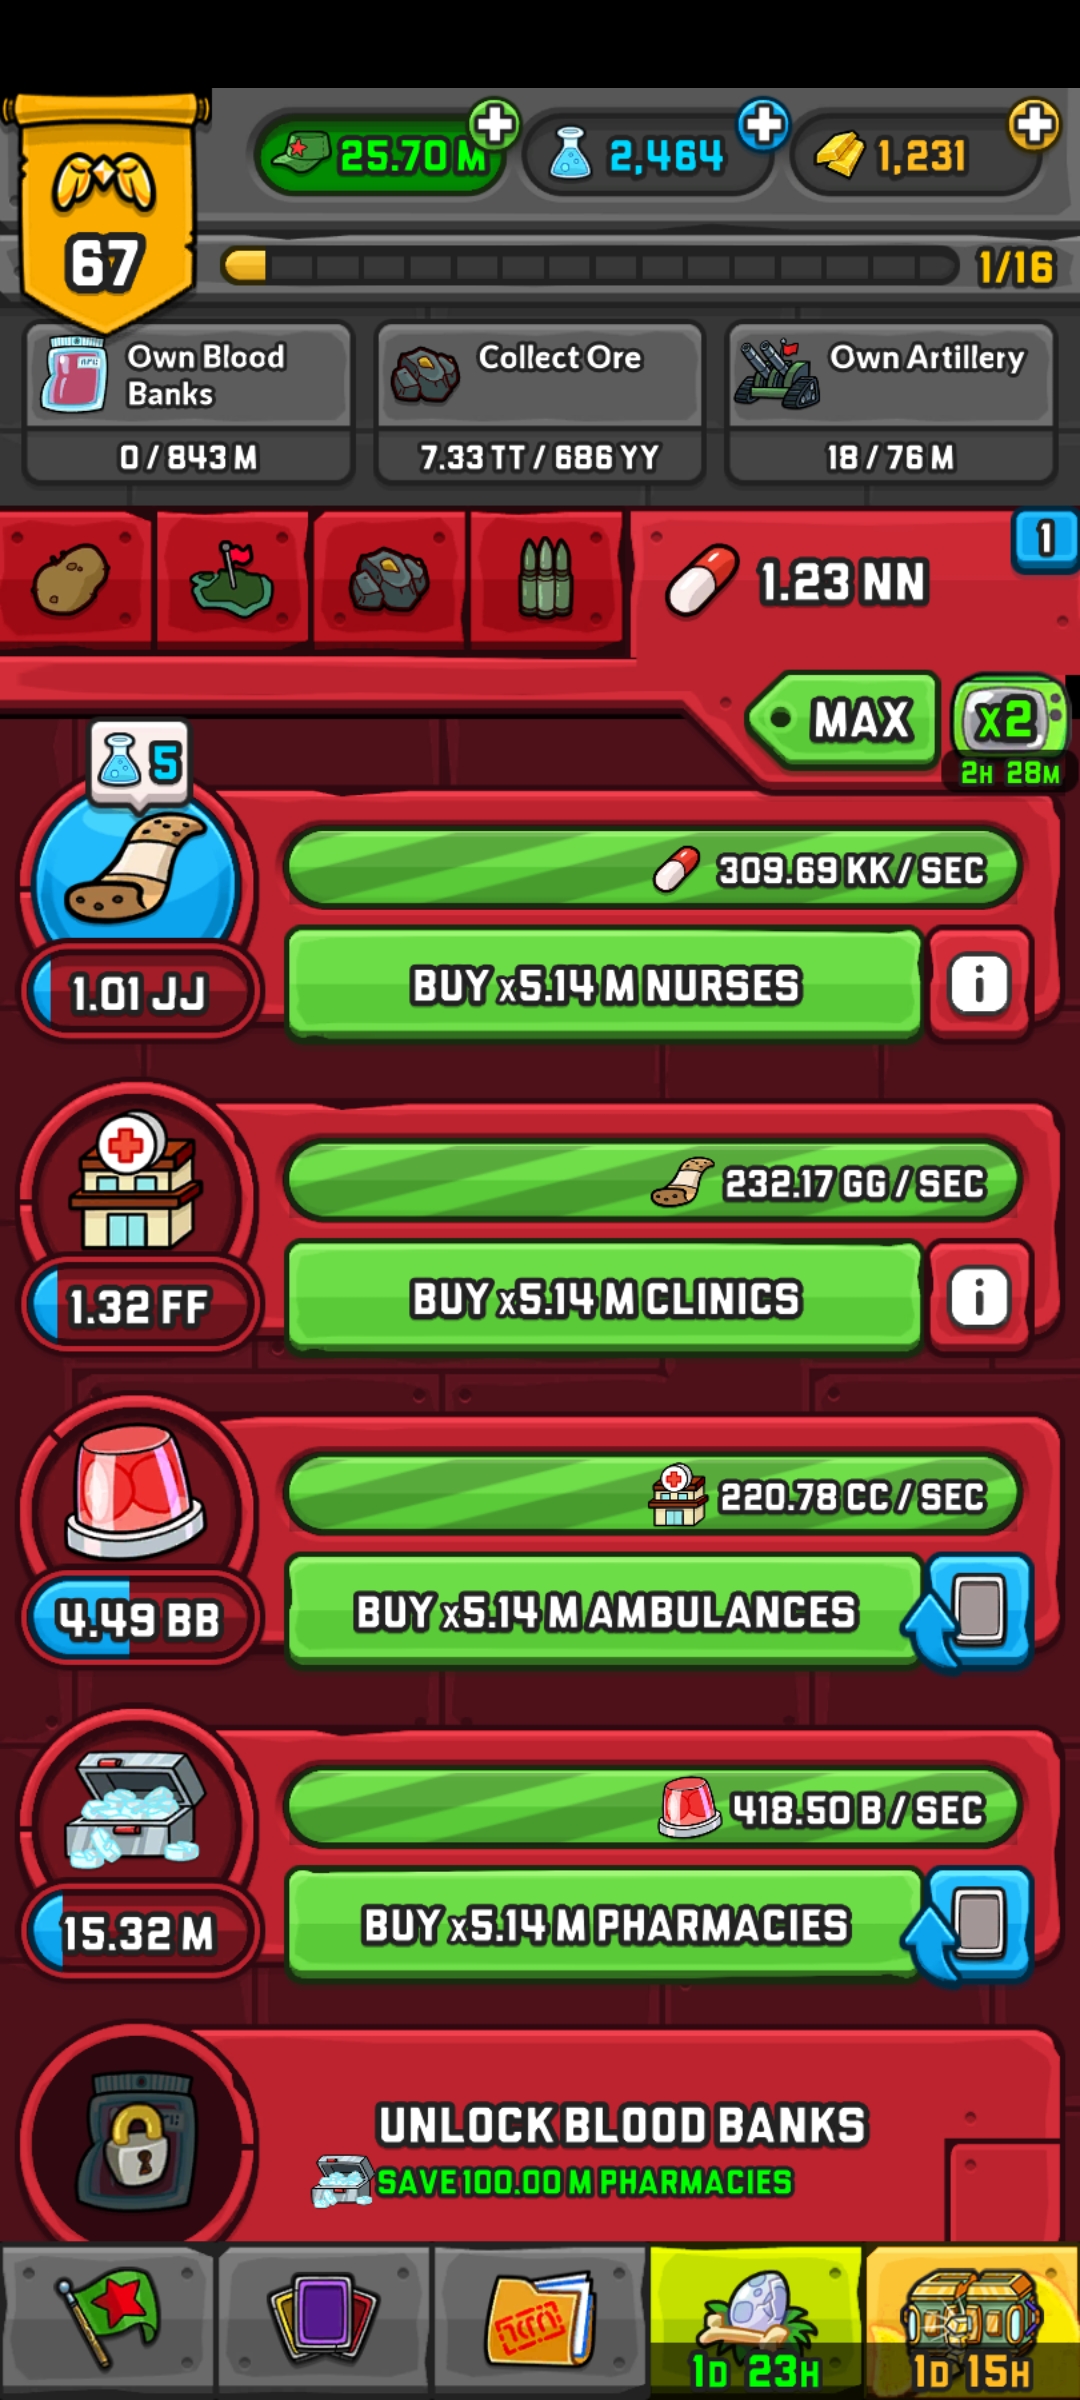 25.70 M
2,464
1,231
67
1/16
Own Blood
Banks
0 / 843 M
Collect Ore
7.33 TT / 686 YY
Own Artillery
18 / 76 M
1.23 NN
1
MAX
x2
2H 28M
5
309.69 KK / SEC
1.01 JJ
BUY x5.14 M NURSES
i
232.17 GG / SEC
1.32 FF
BUY x5.14 M CLINICS
i
220.78 CC / SEC
4.49 BB
BUY x5.14 M AMBULANCES
418.50 B / SEC
15.32 M
BUY x5.14 M PHARMACIES
UNLOCK BLOOD BANKS
SAVE 100.00 M PHARMACIES
1D 23H
1D 15H